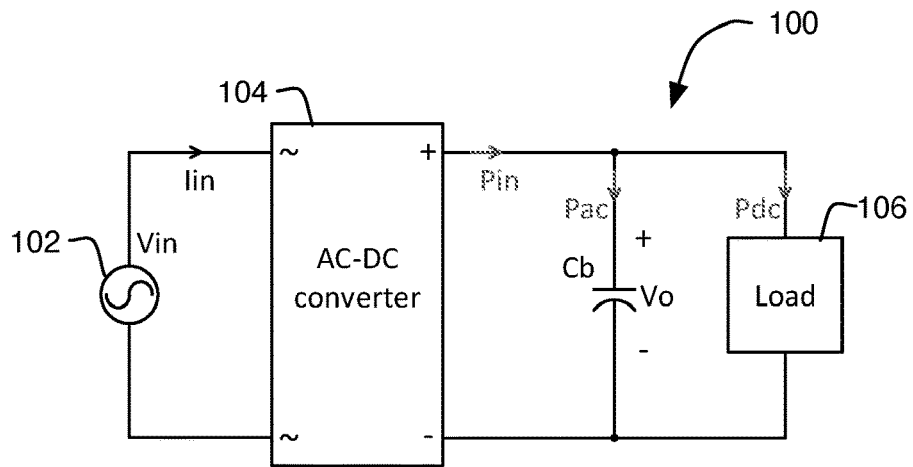 100
104
~
+
Iin
Pin
Pac
Pdc
106
102
Vin
AC-DC
converter
+
Cb
Vo
Load
-
~
-